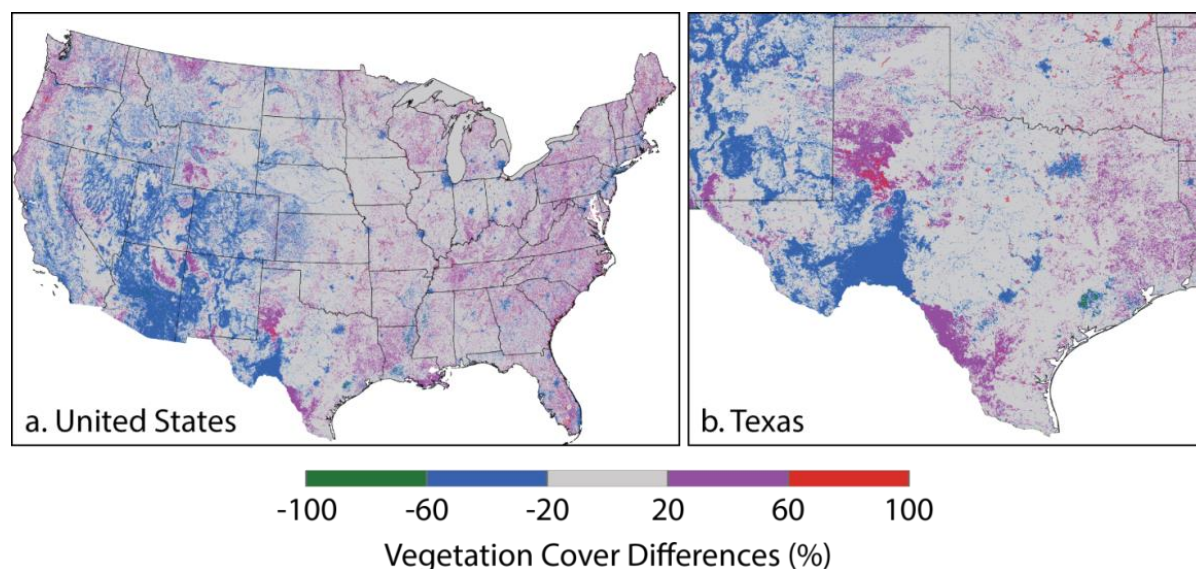 a. United States
b. Texas
-100 -60 -20 20 60 100
Vegetation Cover Differences (%)